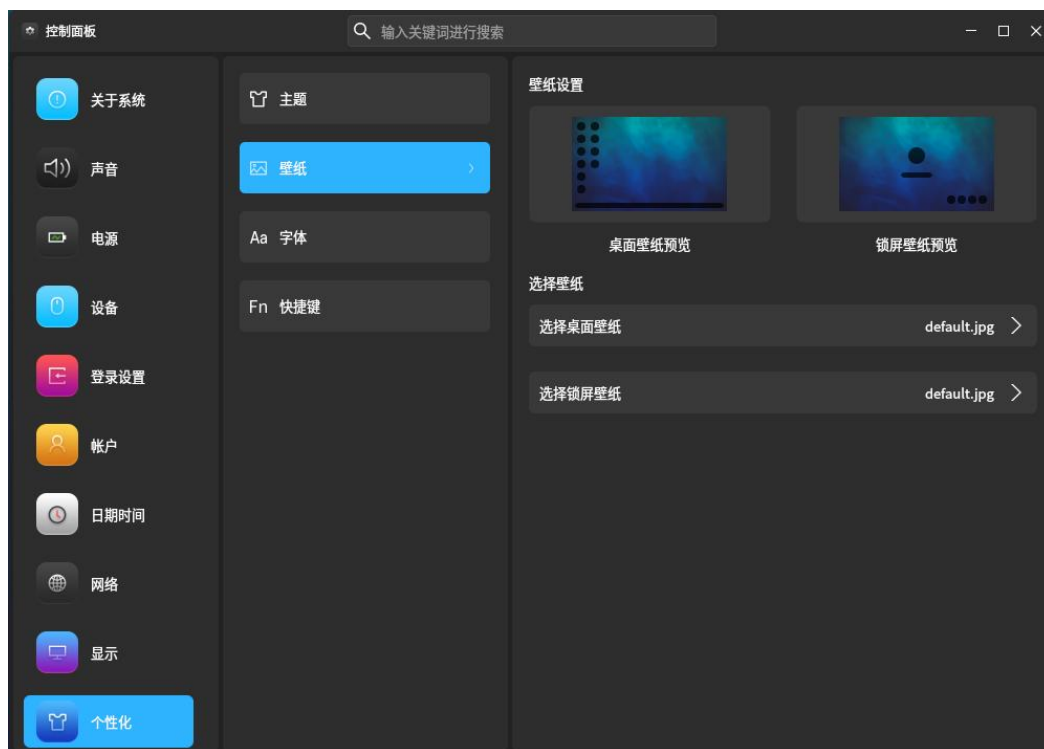 控制面板
输入关键词进行搜索
关于系统
声音
电源
设备
登录设置
帐户
日期时间
网络
显示
个性化
主题
壁纸
Aa 字体
Fn 快捷键
壁纸设置
桌面壁纸预览
锁屏壁纸预览
选择壁纸
选择桌面壁纸 default.jpg
选择锁屏壁纸 default.jpg